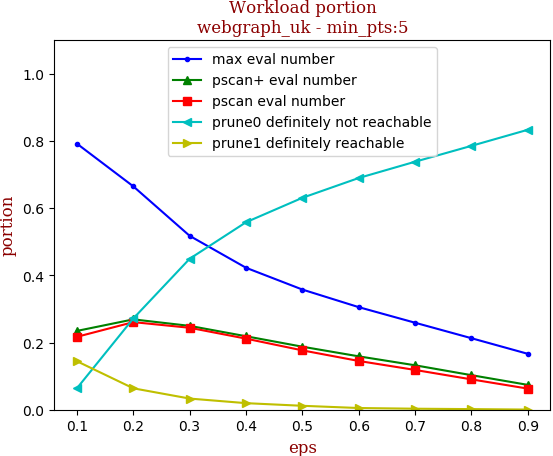 Workload portion
webgraph_uk - min_pts:5
max eval number
pscan+ eval number
pscan eval number
prune0 definitely not reachable
prune1 definitely reachable
portion
1.0
0.8
0.6
0.4
0.2
0.0
0.1 0.2 0.3 0.4 0.5 0.6 0.7 0.8 0.9
eps